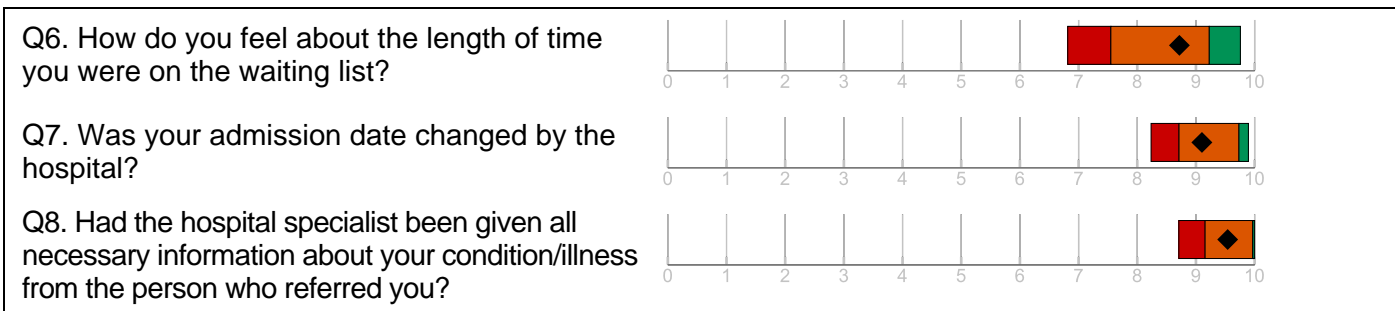 Q6. How do you feel about the length of time
you were on the waiting list?
0 1 2 3 4 5 6 7 8 9 10
Q7. Was your admission date changed by the
hospital?
0 1 2 3 4 5 6 7 8 9 10
Q8. Had the hospital specialist been given all
necessary information about your condition/illness
from the person who referred you?
0 1 2 3 4 5 6 7 8 9 10